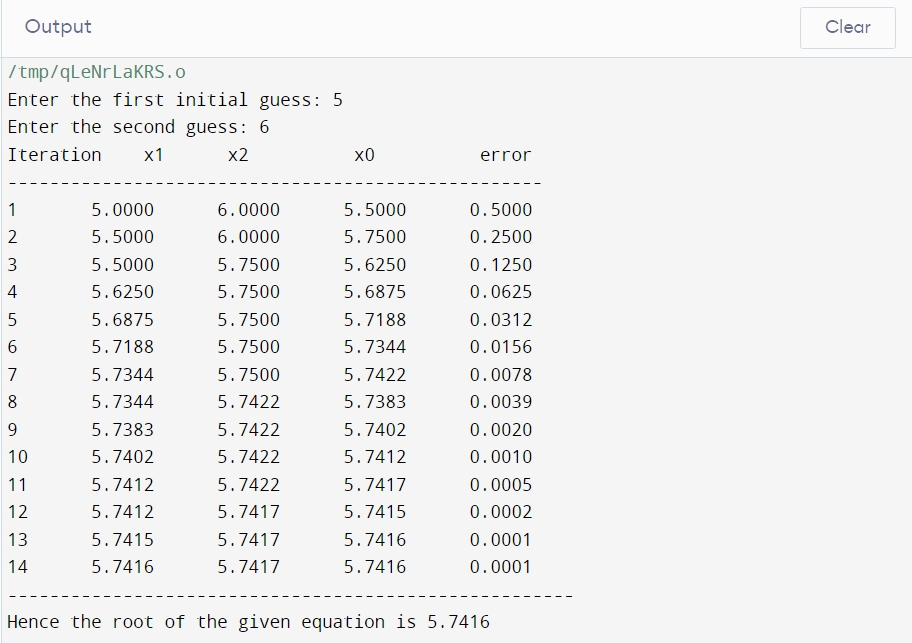 Output
Clear
/tmp/qLeNrLaKRS.o
Enter the first initial guess: 5
Enter the second guess: 6
Iteration    x1      x2          x0          error
---------------------------------------------------
1       5.0000      6.0000      5.5000      0.5000
2       5.5000      6.0000      5.7500      0.2500
3       5.5000      5.7500      5.6250      0.1250
4       5.6250      5.7500      5.6875      0.0625
5       5.6875      5.7500      5.7188      0.0312
6       5.7188      5.7500      5.7344      0.0156
7       5.7344      5.7500      5.7422      0.0078
8       5.7344      5.7422      5.7383      0.0039
9       5.7383      5.7422      5.7402      0.0020
10      5.7402      5.7422      5.7412      0.0010
11      5.7412      5.7422      5.7417      0.0005
12      5.7412      5.7417      5.7415      0.0002
13      5.7415      5.7417      5.7416      0.0001
14      5.7416      5.7417      5.7416      0.0001
------------------------------------------------------
Hence the root of the given equation is 5.7416